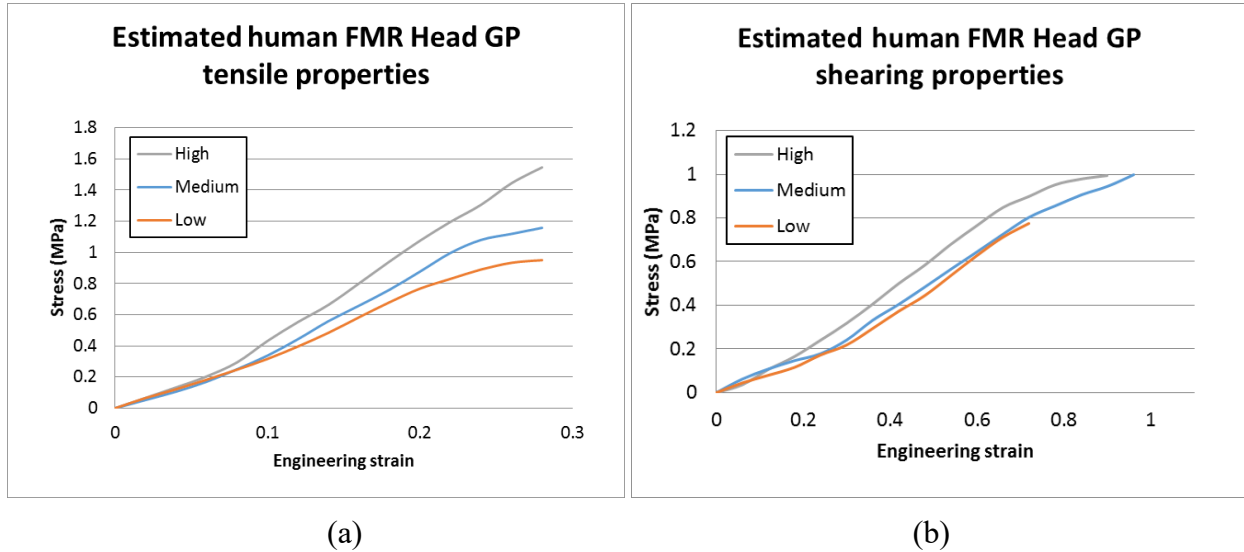 Estimated human FMR Head GP
tensile properties
1.8
1.6
1.4
1.2
1
0.8
0.6
0.4
0.2
0
Stress (MPa)
High
Medium
Low
0 0.1 0.2 0.3
Engineering strain
(a)
Estimated human FMR Head GP
shearing properties
1.2
1
0.8
0.6
0.4
0.2
0
Stress (MPa)
High
Medium
Low
0 0.2 0.4 0.6 0.8 1
Engineering strain
(b)